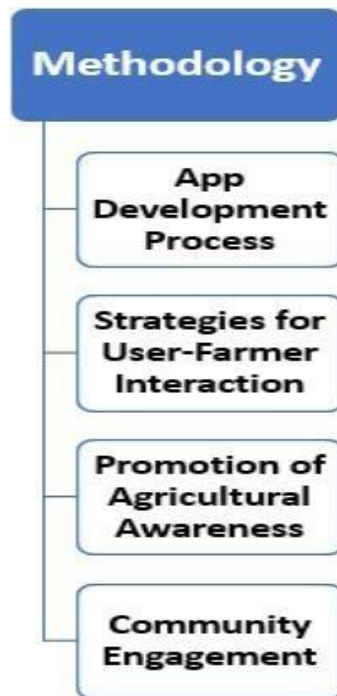 Methodology
App
Development
Process
Strategies for
User-Farmer
Interaction
Promotion of
Agricultural
Awareness
Community
Engagement